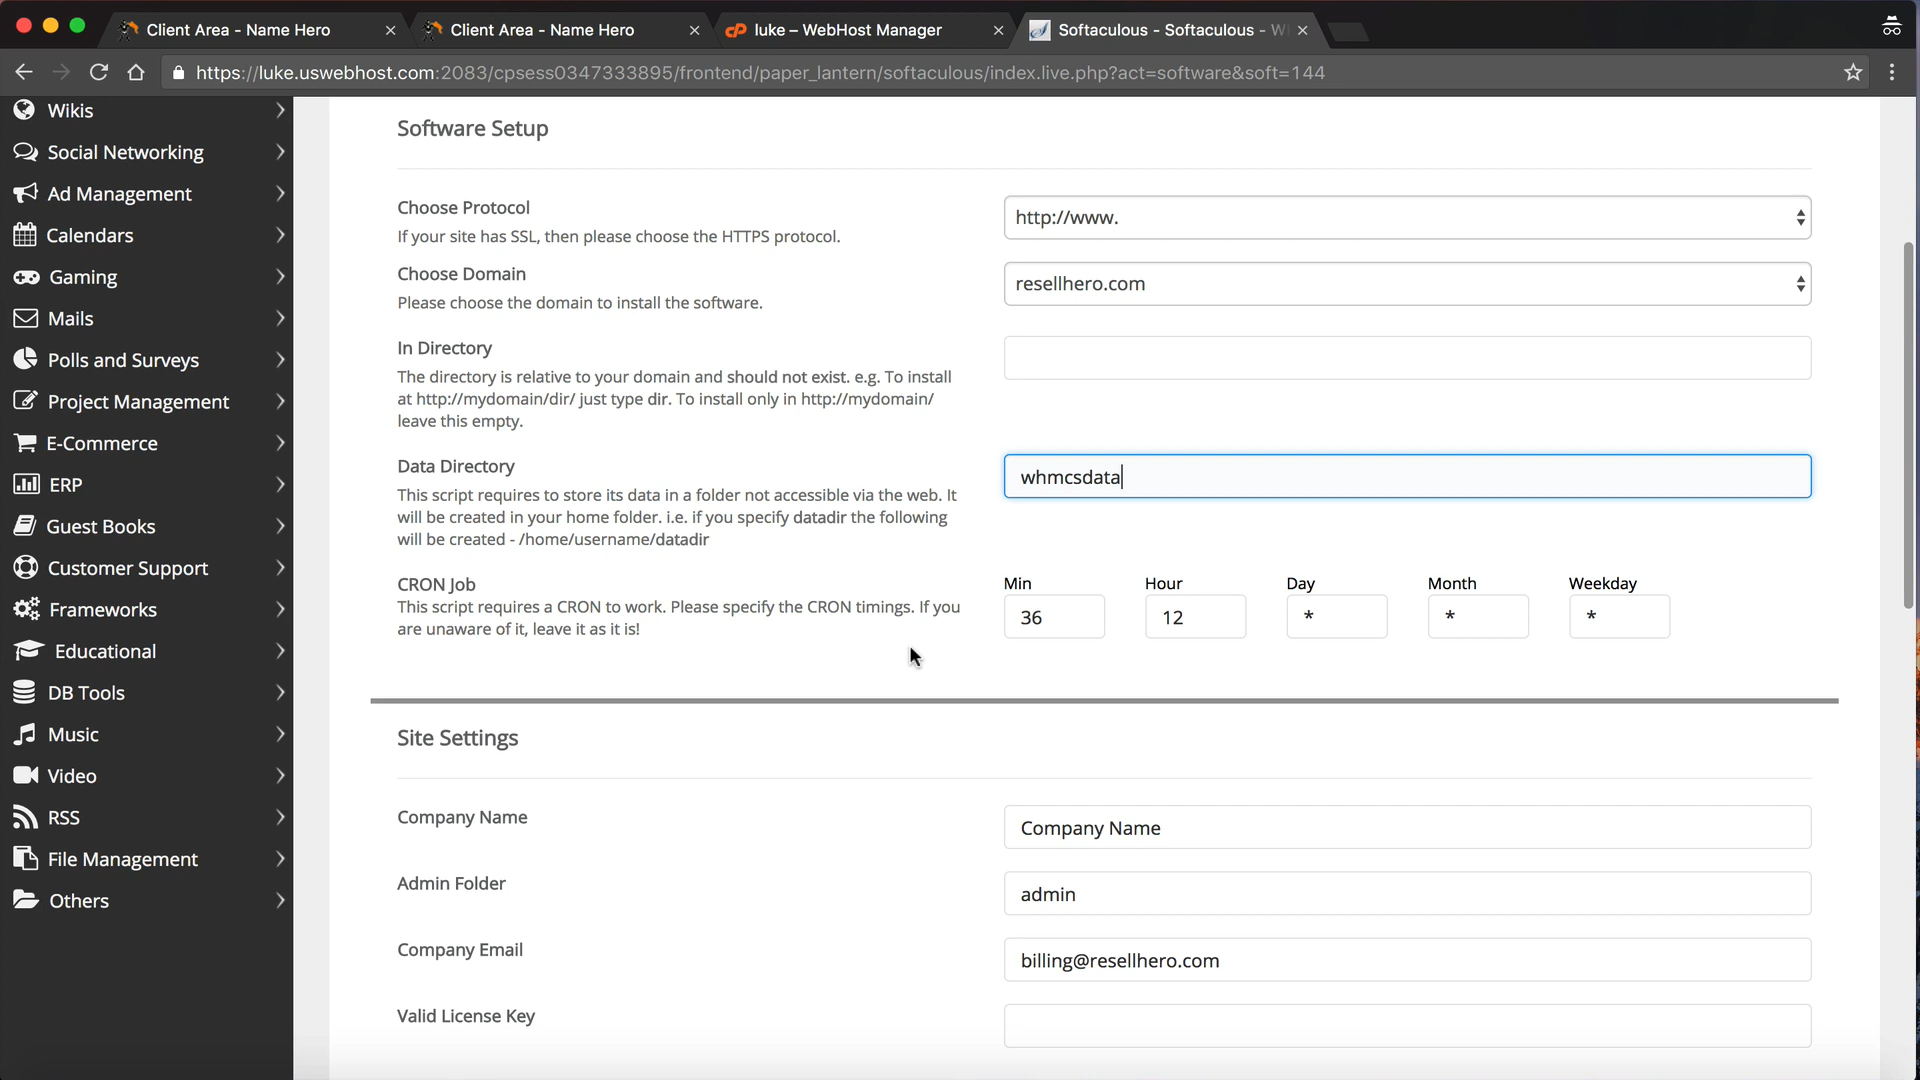 Client Area - Name Hero
Client Area - Name Hero
luke – WebHost Manager
Softaculous - Softaculous - W
https://luke.uswebhost.com:2083/cpsess0347333895/frontend/paper_lantern/softaculous/index.live.php?act=software&soft=144
Wikis
Social Networking
Ad Management
Calendars
Gaming
Mails
Polls and Surveys
Project Management
E-Commerce
ERP
Guest Books
Customer Support
Frameworks
Educational
DB Tools
Music
Video
RSS
File Management
Others
Software Setup
Choose Protocol
If your site has SSL, then please choose the HTTPS protocol.
http://www.
Choose Domain
Please choose the domain to install the software.
resellhero.com
In Directory
The directory is relative to your domain and should not exist. e.g. To install
at http://mydomain/dir/ just type dir. To install only in http://mydomain/
leave this empty.
Data Directory
This script requires to store its data in a folder not accessible via the web. It
will be created in your home folder. i.e. if you specify datadir the following
will be created - /home/username/datadir
whmcsdata
CRON Job
This script requires a CRON to work. Please specify the CRON timings. If you
are unaware of it, leave it as it is!
Min Hour Day Month Weekday
36 12 * * *
Site Settings
Company Name
Company Name
Admin Folder
admin
Company Email
billing@resellhero.com
Valid License Key